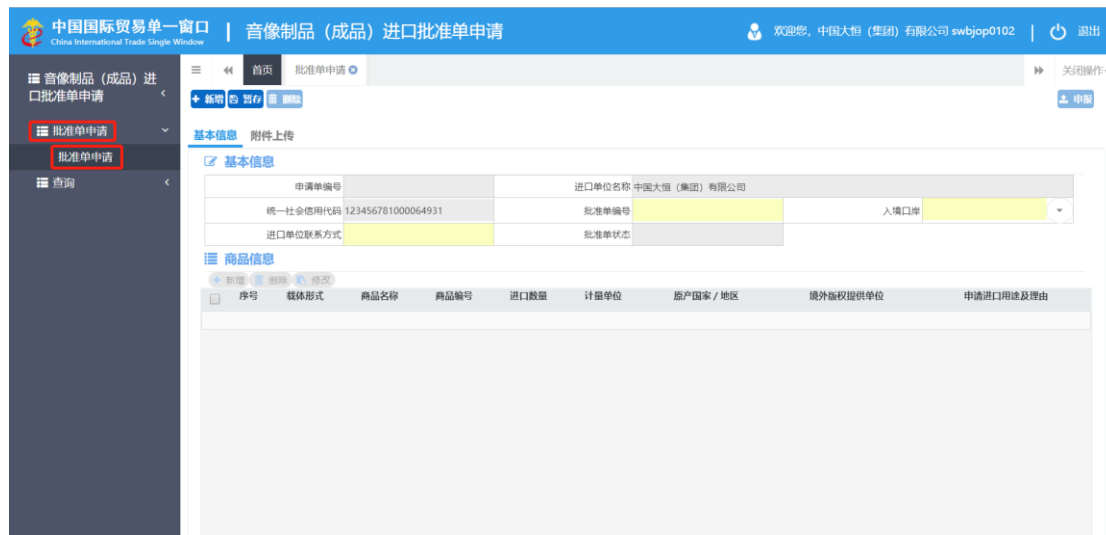 中国国际贸易单一窗口 | 音像制品（成品）进口批准单申请
China International Trade Single Window
欢迎您，中国大恒（集团）有限公司 swbjop0102 | 退出
音像制品（成品）进
口批准单申请
首页 批准单申请 关闭操作
新增 暂存 删除 申报
批准单申请
批准单申请
查询
基本信息 附件上传
基本信息
申请单编号 进口单位名称 中国大恒（集团）有限公司
统一社会信用代码 123456781000064931 批准单编号 入境口岸
进口单位联系方式 批准单状态
商品信息
新增 删除 修改
序号 载体形式 商品名称 商品编号 进口数量 计量单位 原产国家/地区 境外版权提供单位 申请进口用途及理由